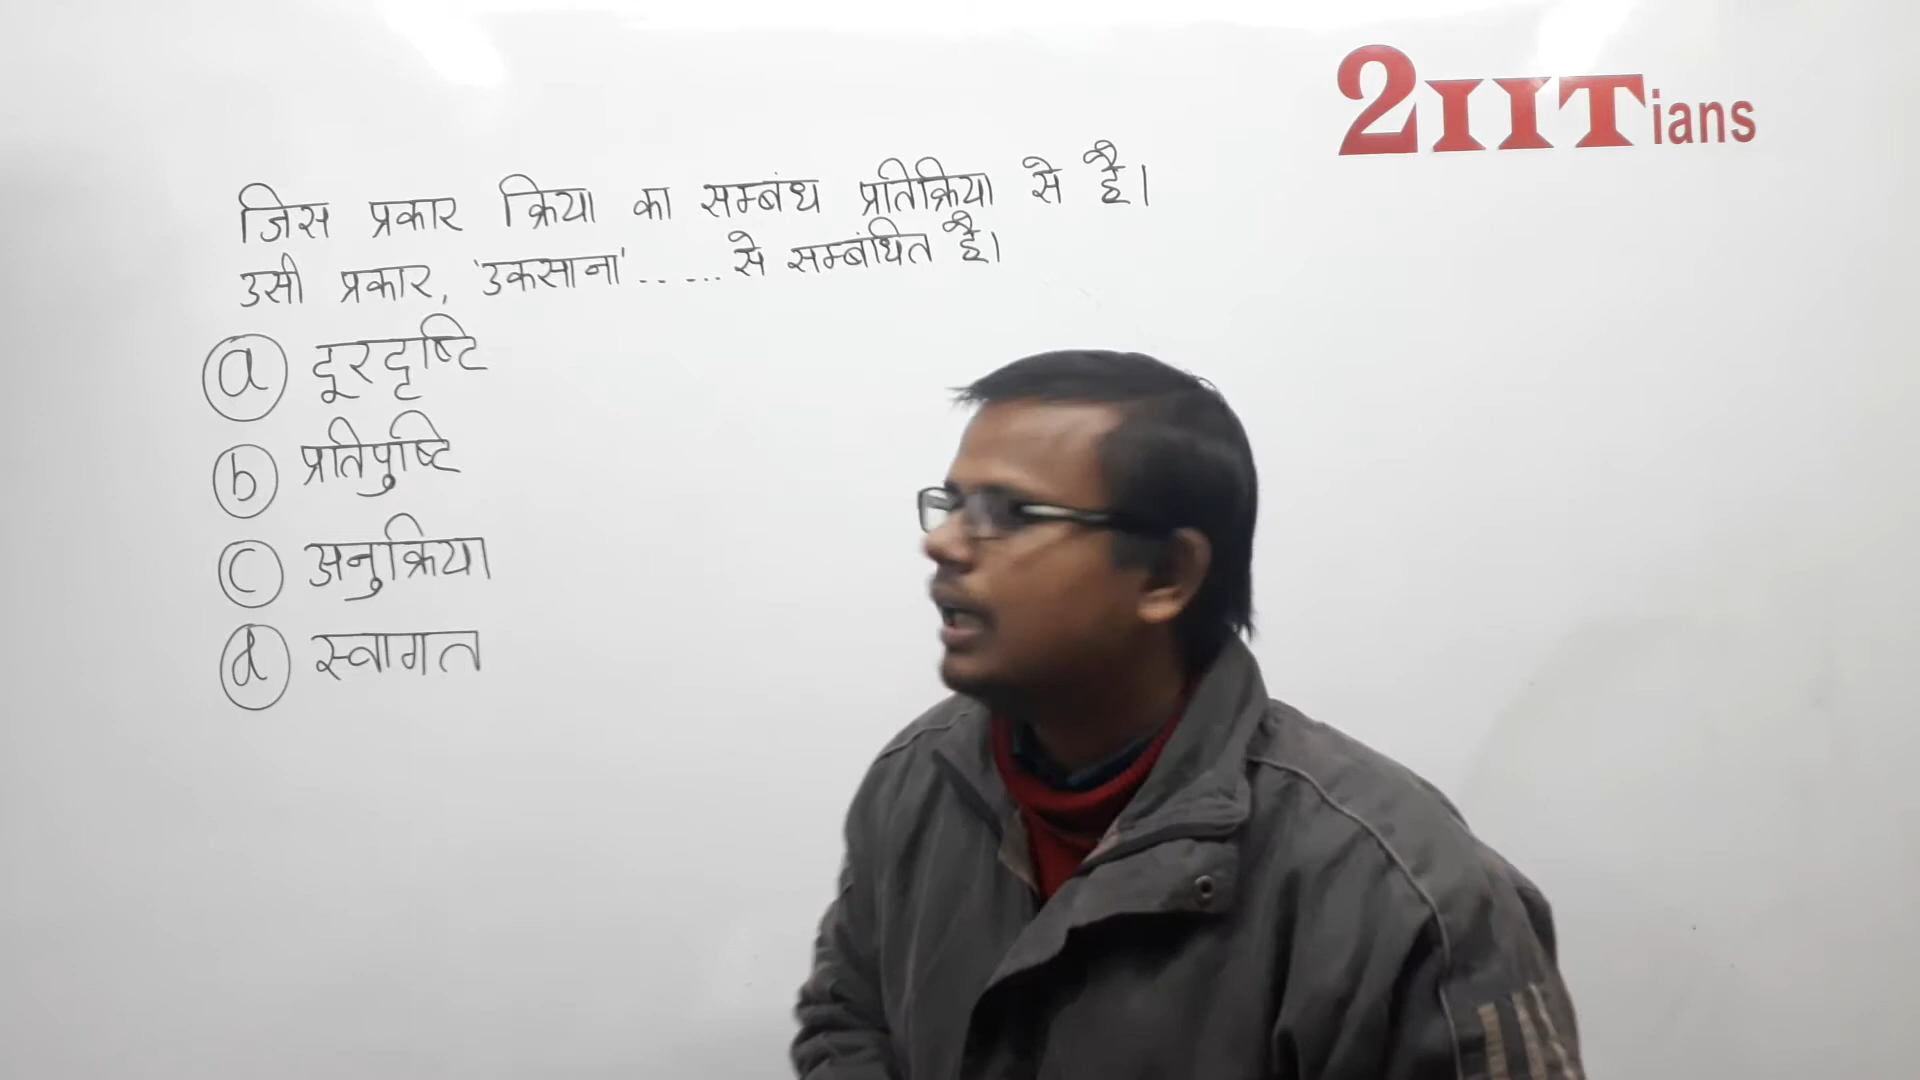 2IITians
जिस प्रकार क्रिया का सम्बंध प्रतिक्रिया से है।
उसी प्रकार, 'उकसाना' ...... से सम्बंधित है।
(a) दूरदृष्टि
(b) प्रतिपुष्टि
(c) अनुक्रिया
(d) स्वागत